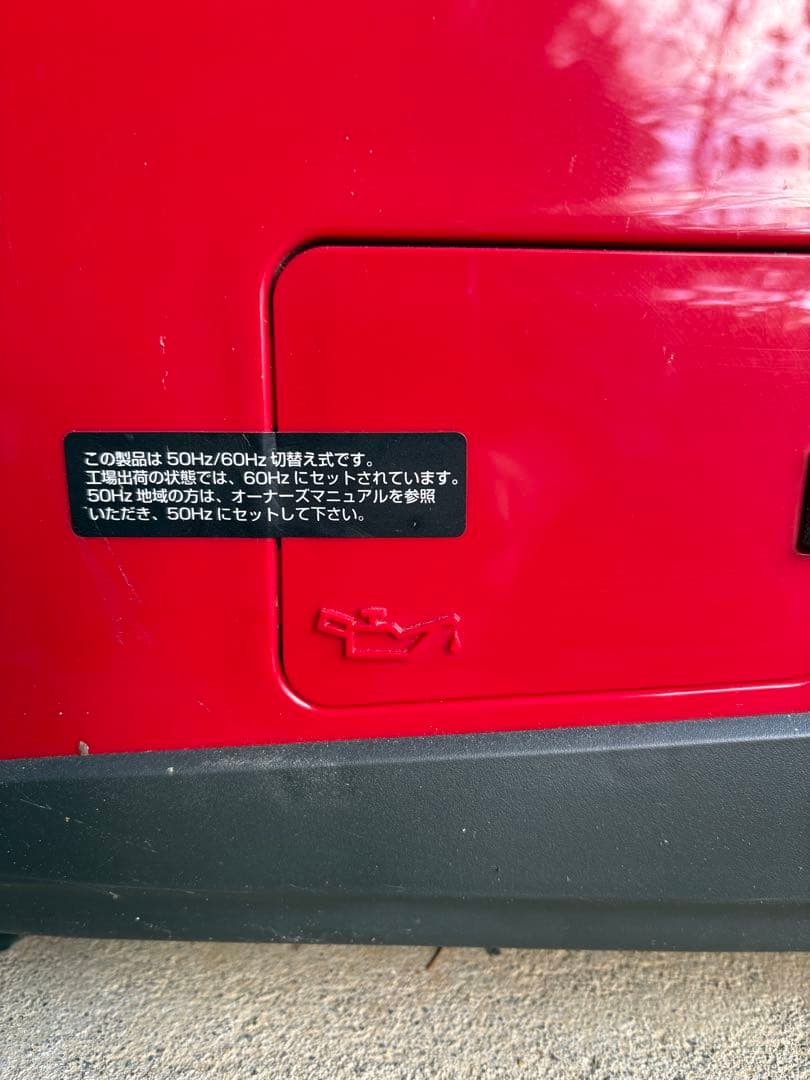 この製品は 50Hz/60Hz 切替え式です。
工場出荷の状態では、60Hz にセットされています。
50Hz 地域の方は、オーナーズマニュアルを参照
いただき、50Hz にセットして下さい。